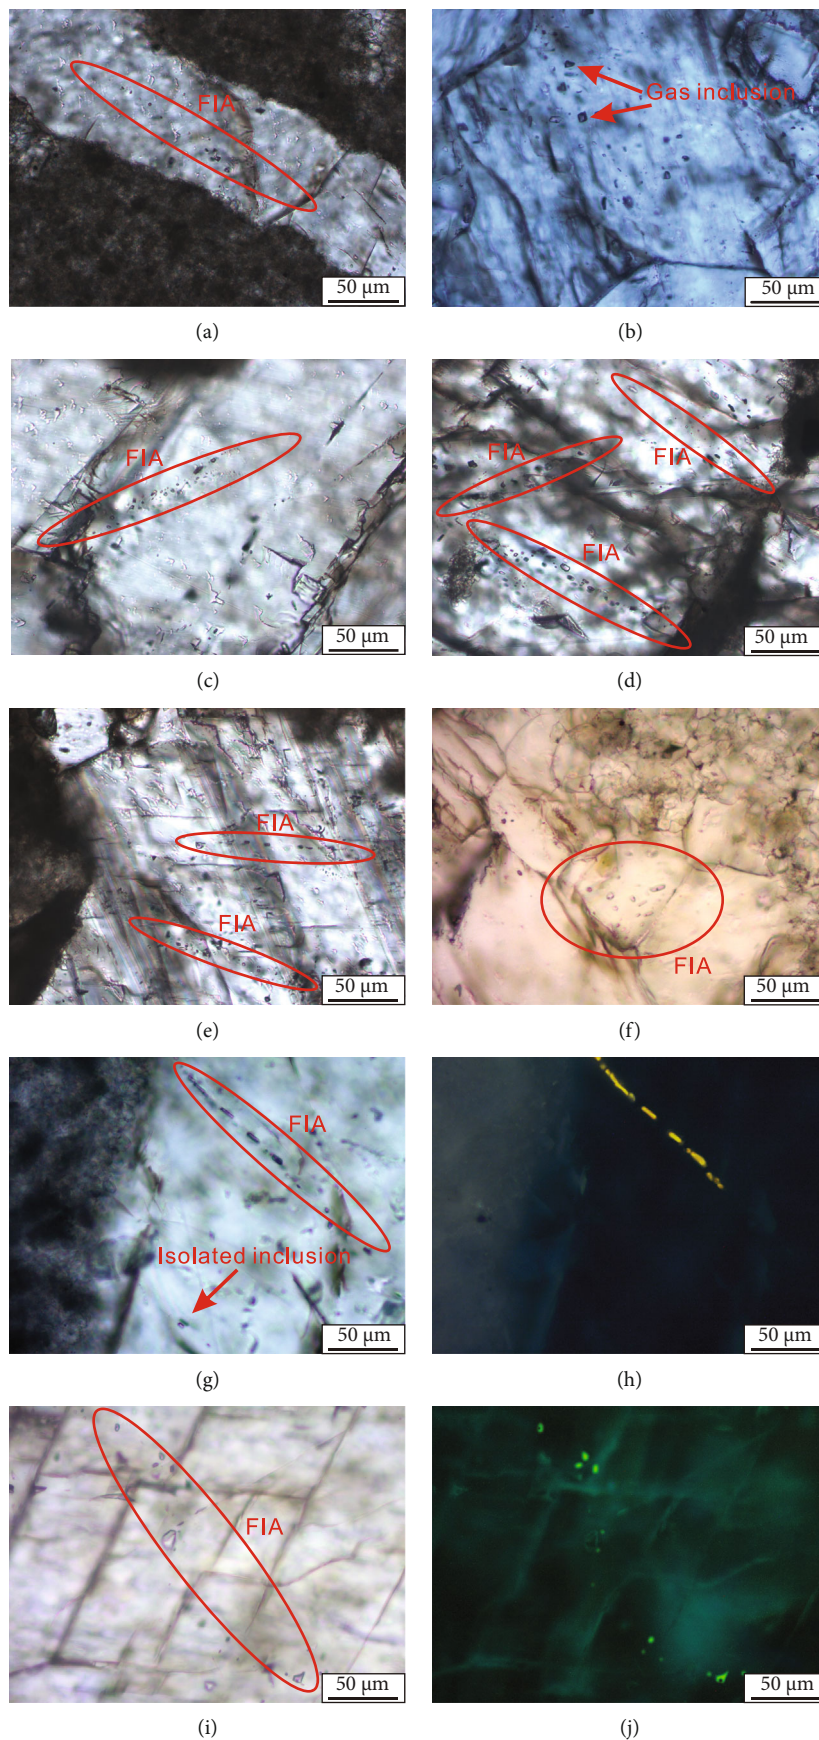 FIA
50 µm
(a)
Gas inclusion
50 µm
(b)
FIA
50 µm
(c)
FIA
FIA
FIA
50 µm
(d)
FIA
FIA
50 µm
(e)
FIA
50 µm
(f)
FIA
Isolated inclusion
50 µm
(g)
50 µm
(h)
FIA
50 µm
(i)
50 µm
(j)